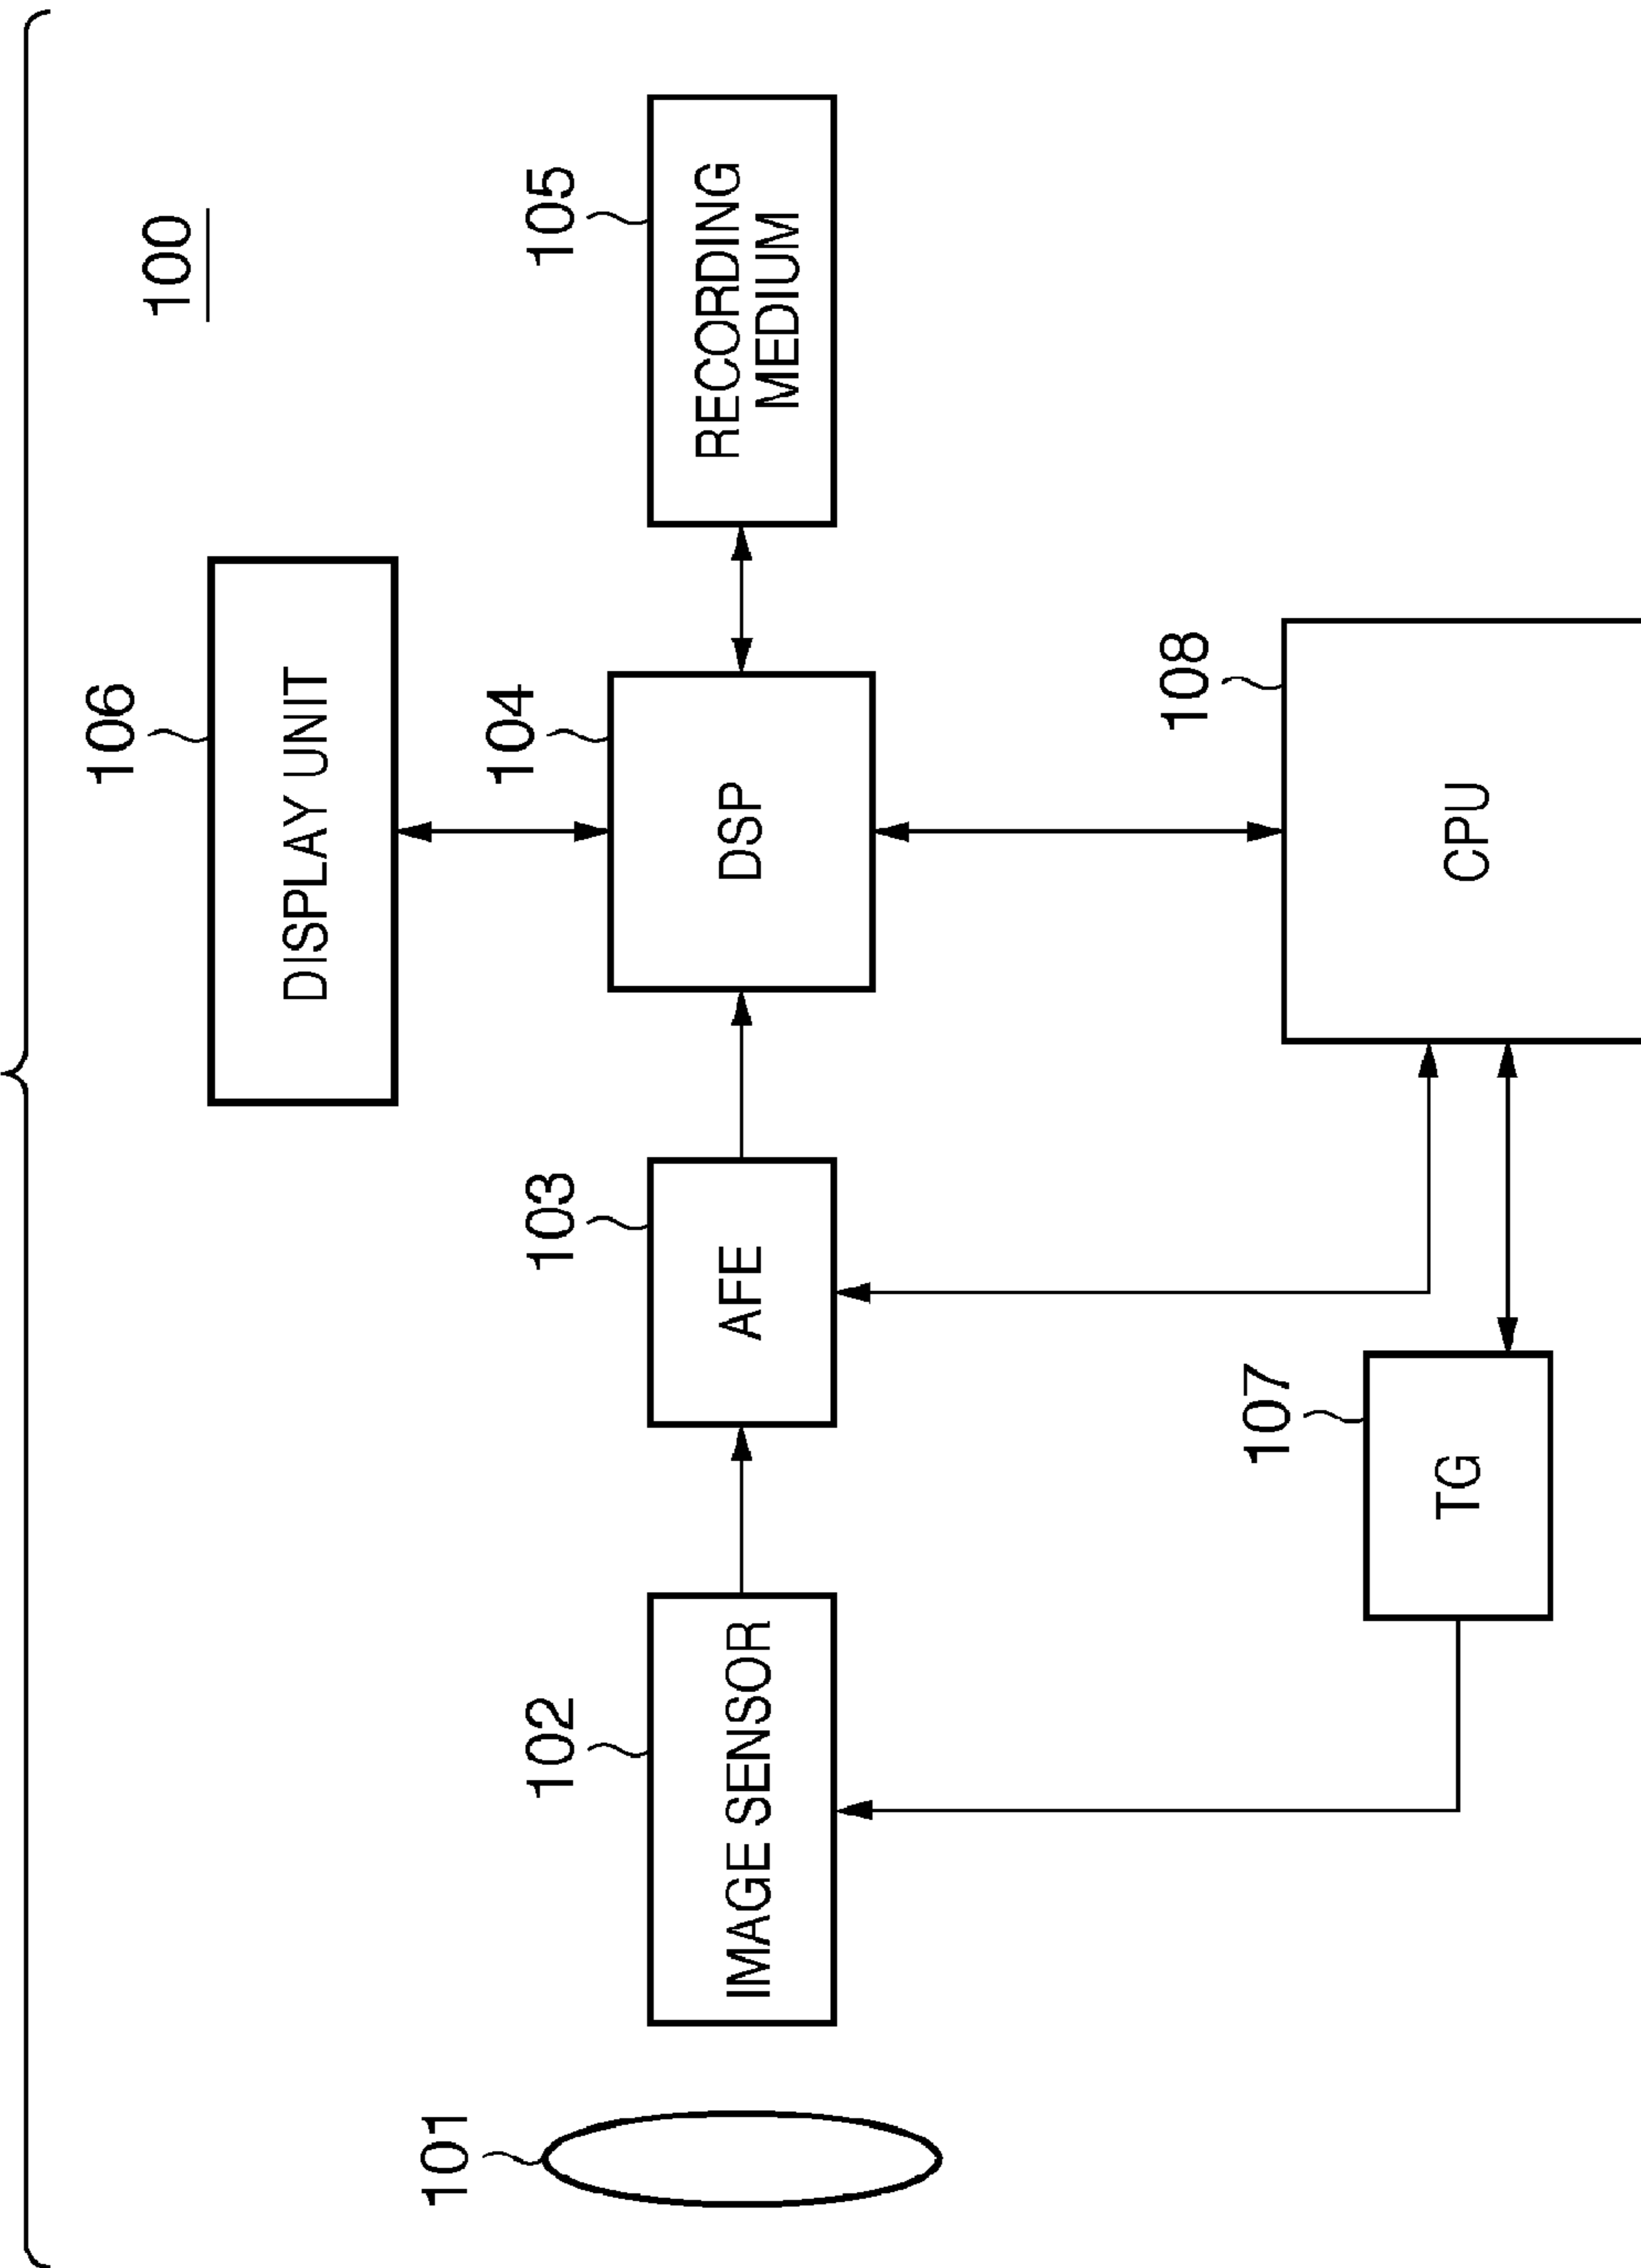 100
106
DISPLAY UNIT
101
102
IMAGE SENSOR
103
AFE
104
DSP
105
RECORDING
MEDIUM
107
TG
108
CPU